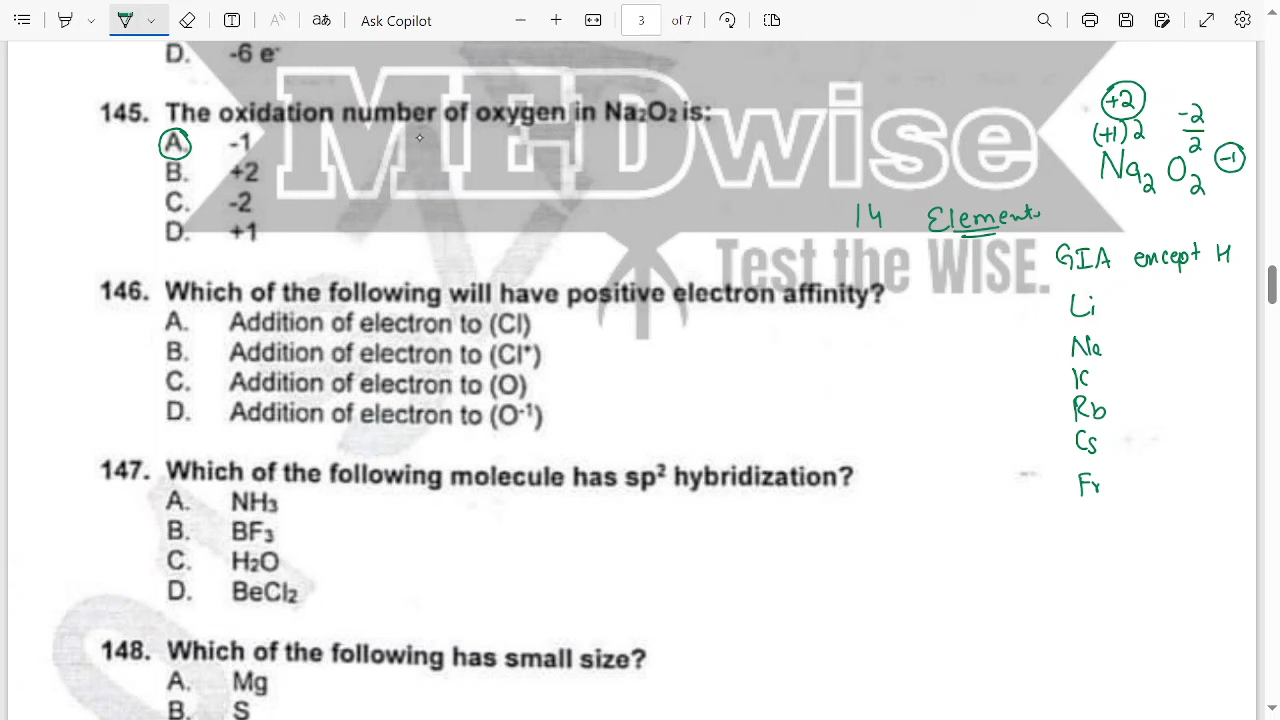 Ask Copilot
3
of 7
D. -6 e⁻
145. The oxidation number of oxygen in Na₂O₂ is:
A. -1
B. +2
C. -2
D. +1
+2
(+1)2 -2/2
Na₂ O₂ -1
14 Elements
GIA except H
Li
Na
K
Rb
Cs
Fr
MEDwise
Test the WISE.
146. Which of the following will have positive electron affinity?
A. Addition of electron to (Cl)
B. Addition of electron to (Cl⁺)
C. Addition of electron to (O)
D. Addition of electron to (O⁻¹)
147. Which of the following molecule has sp² hybridization?
A. NH₃
B. BF₃
C. H₂O
D. BeCl₂
148. Which of the following has small size?
A. Mg
B. S